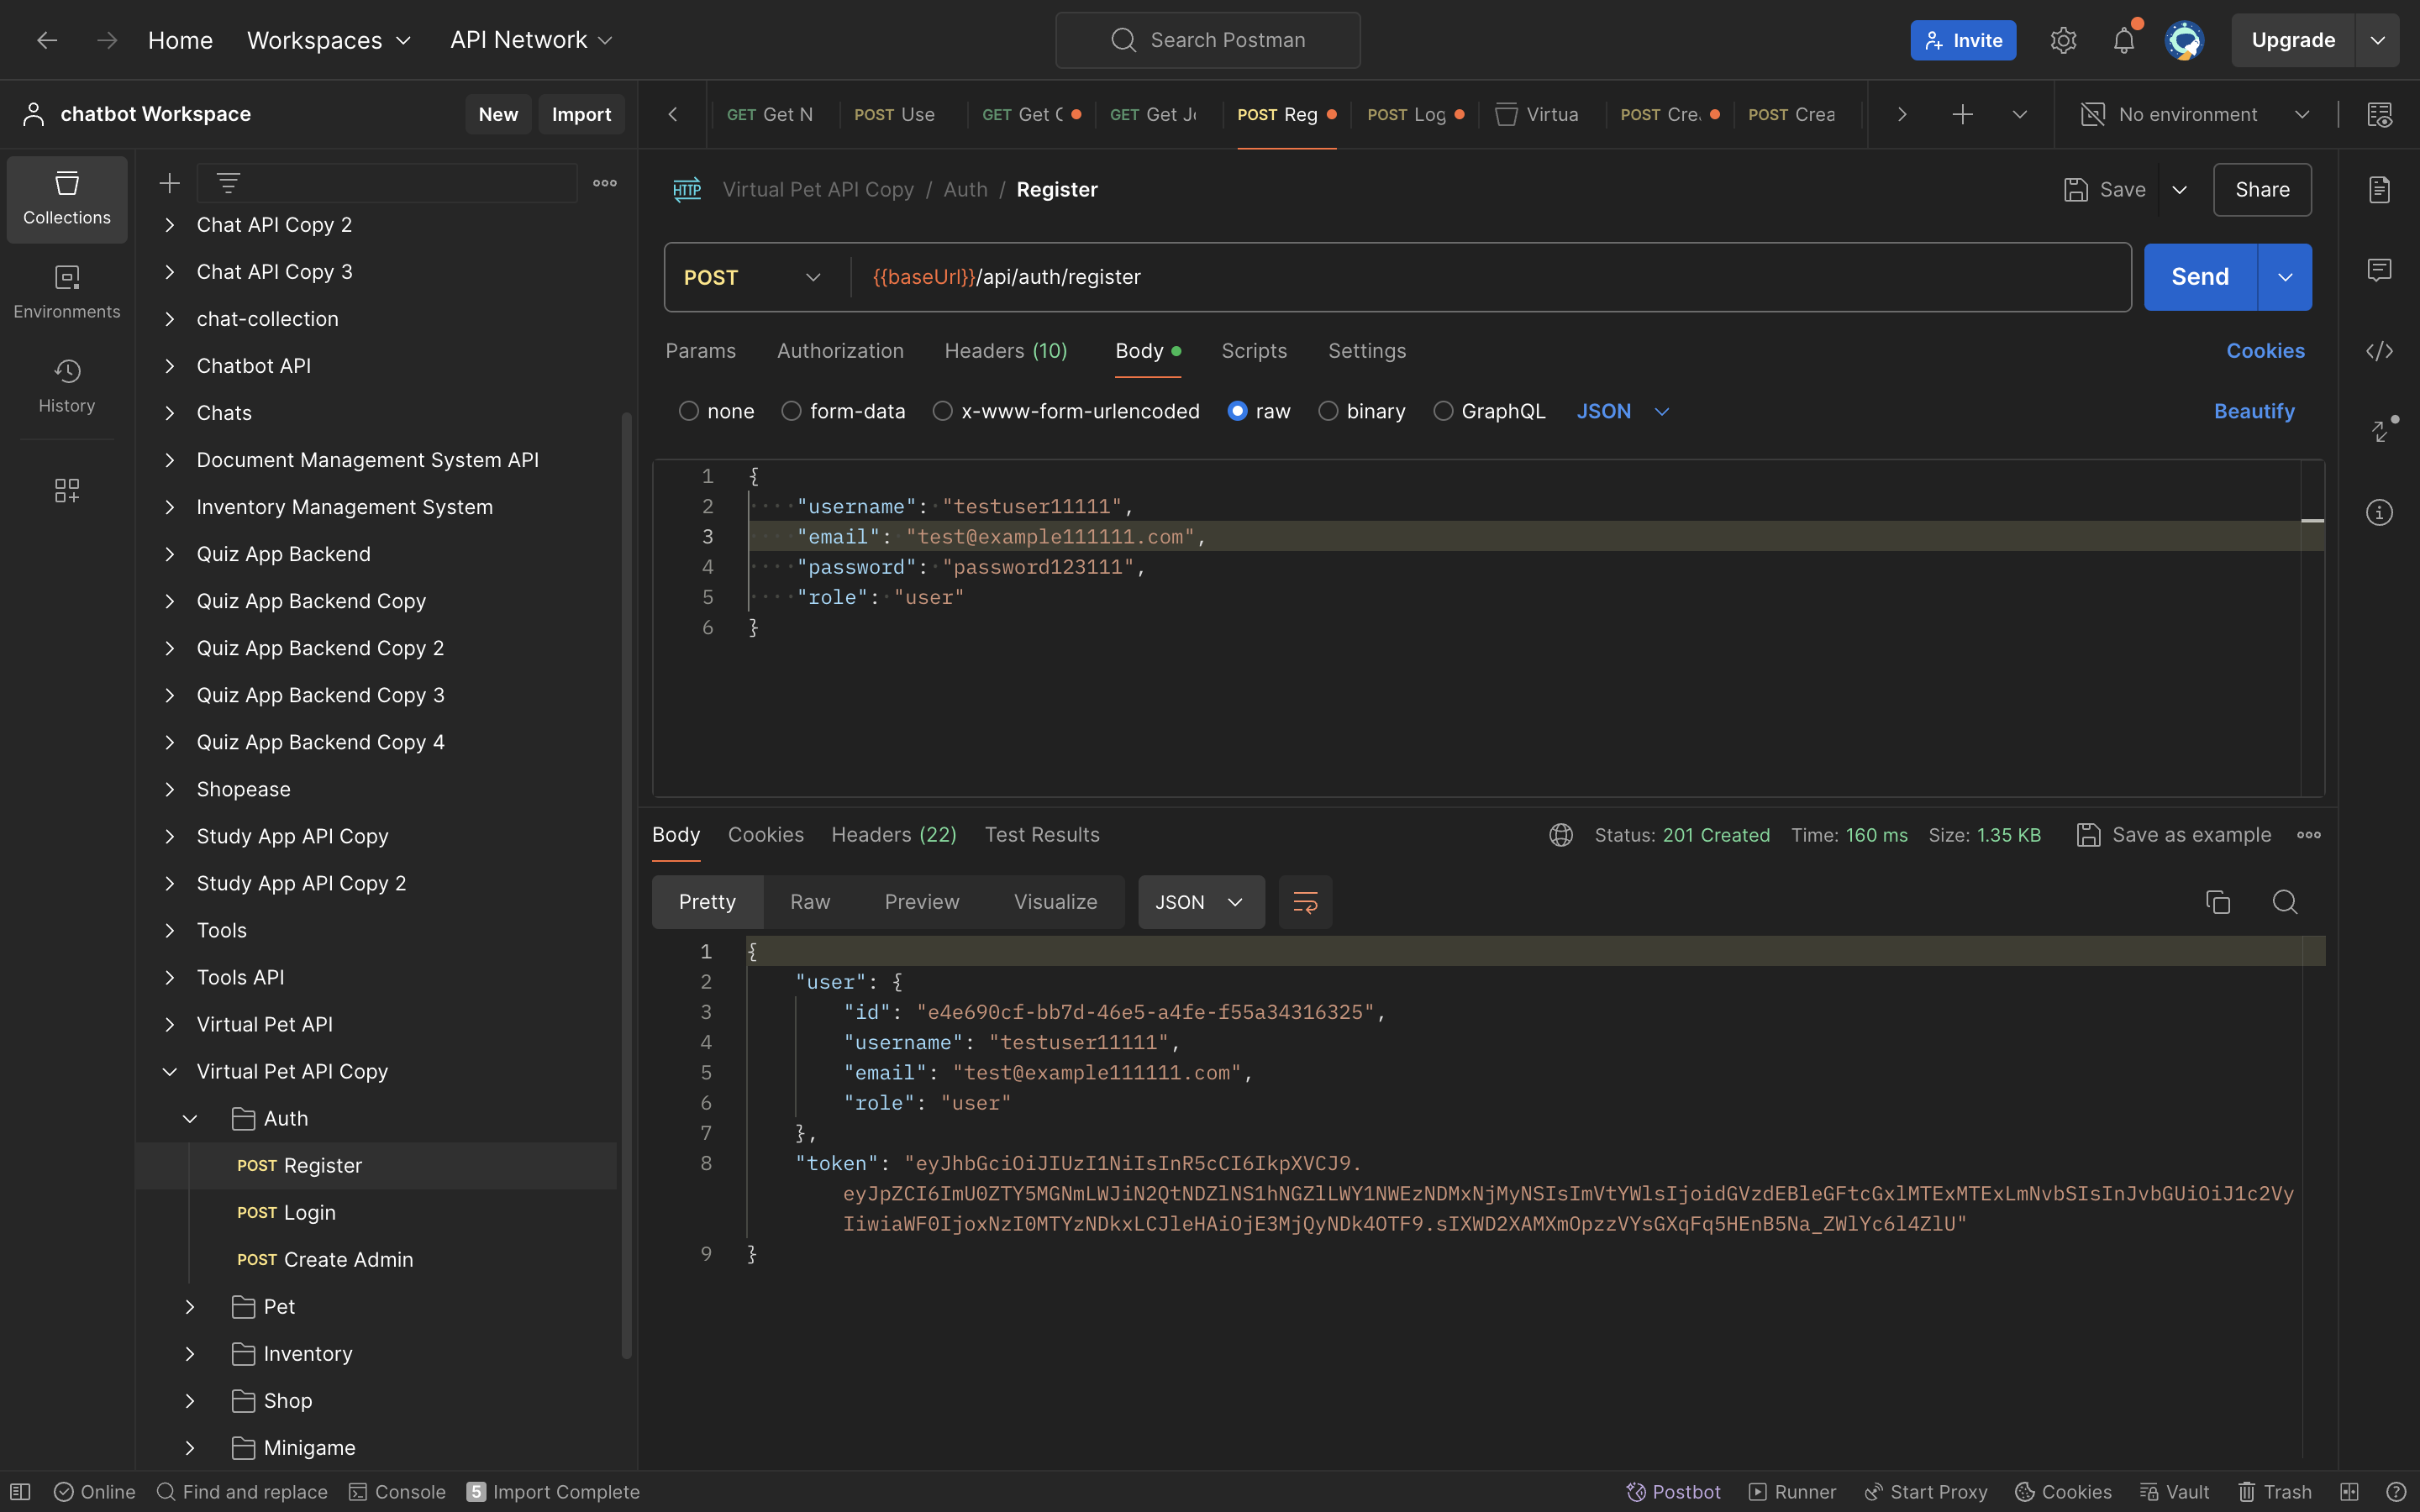 Home Workspaces API Network Search Postman Invite Upgrade
chatbot Workspace New Import
GET Get N POST Use GET Get C GET Get Jo POST Reg POST Log Virtua POST Cre. POST Crea No environment
Collections
Environments
History
Chat API Copy 2
Chat API Copy 3
chat-collection
Chatbot API
Chats
Document Management System API
Inventory Management System
Quiz App Backend
Quiz App Backend Copy
Quiz App Backend Copy 2
Quiz App Backend Copy 3
Quiz App Backend Copy 4
Shopease
Study App API Copy
Study App API Copy 2
Tools
Tools API
Virtual Pet API
Virtual Pet API Copy
Auth
POST Register
POST Login
POST Create Admin
Pet
Inventory
Shop
Minigame
HTTP Virtual Pet API Copy / Auth / Register Save Share
POST {{baseUrl}}/api/auth/register Send
Params Authorization Headers (10) Body Scripts Settings Cookies
none form-data x-www-form-urlencoded raw binary GraphQL JSON Beautify
1 {
2 "username": "testuser11111",
3 "email": "test@example111111.com",
4 "password": "password123111",
5 "role": "user"
6 }
Body Cookies Headers (22) Test Results Status: 201 Created Time: 160 ms Size: 1.35 KB Save as example
Pretty Raw Preview Visualize JSON
1 {
2 "user": {
3 "id": "e4e690cf-bb7d-46e5-a4fe-f55a34316325",
4 "username": "testuser11111",
5 "email": "test@example111111.com",
6 "role": "user"
7 },
8 "token": "eyJhbGciOiJIUzI1NiIsInR5cCI6IkpXVCJ9.
eyJpZCI6ImU0ZTY5MGNmLWJiN2QtNDZlNS1hNGZlLWY1NWEzNDMxNjMyNSIsImVtYWlsIjoidGVzdEBleGFtcGxlMTExMTExLmNvbSIsInJvbGUiOiJ1c2Vy
IiwiaWF0IjoxNzI0MTYzNDkxLCJleHAiOjE3MjQyNDk4OTF9.sIXWD2XAMXmOpzzVYsGXqFq5HEnB5Na_ZWlYc6l4ZlU"
9 }
Online Find and replace Console 5 Import Complete Postbot Runner Start Proxy Cookies Vault Trash